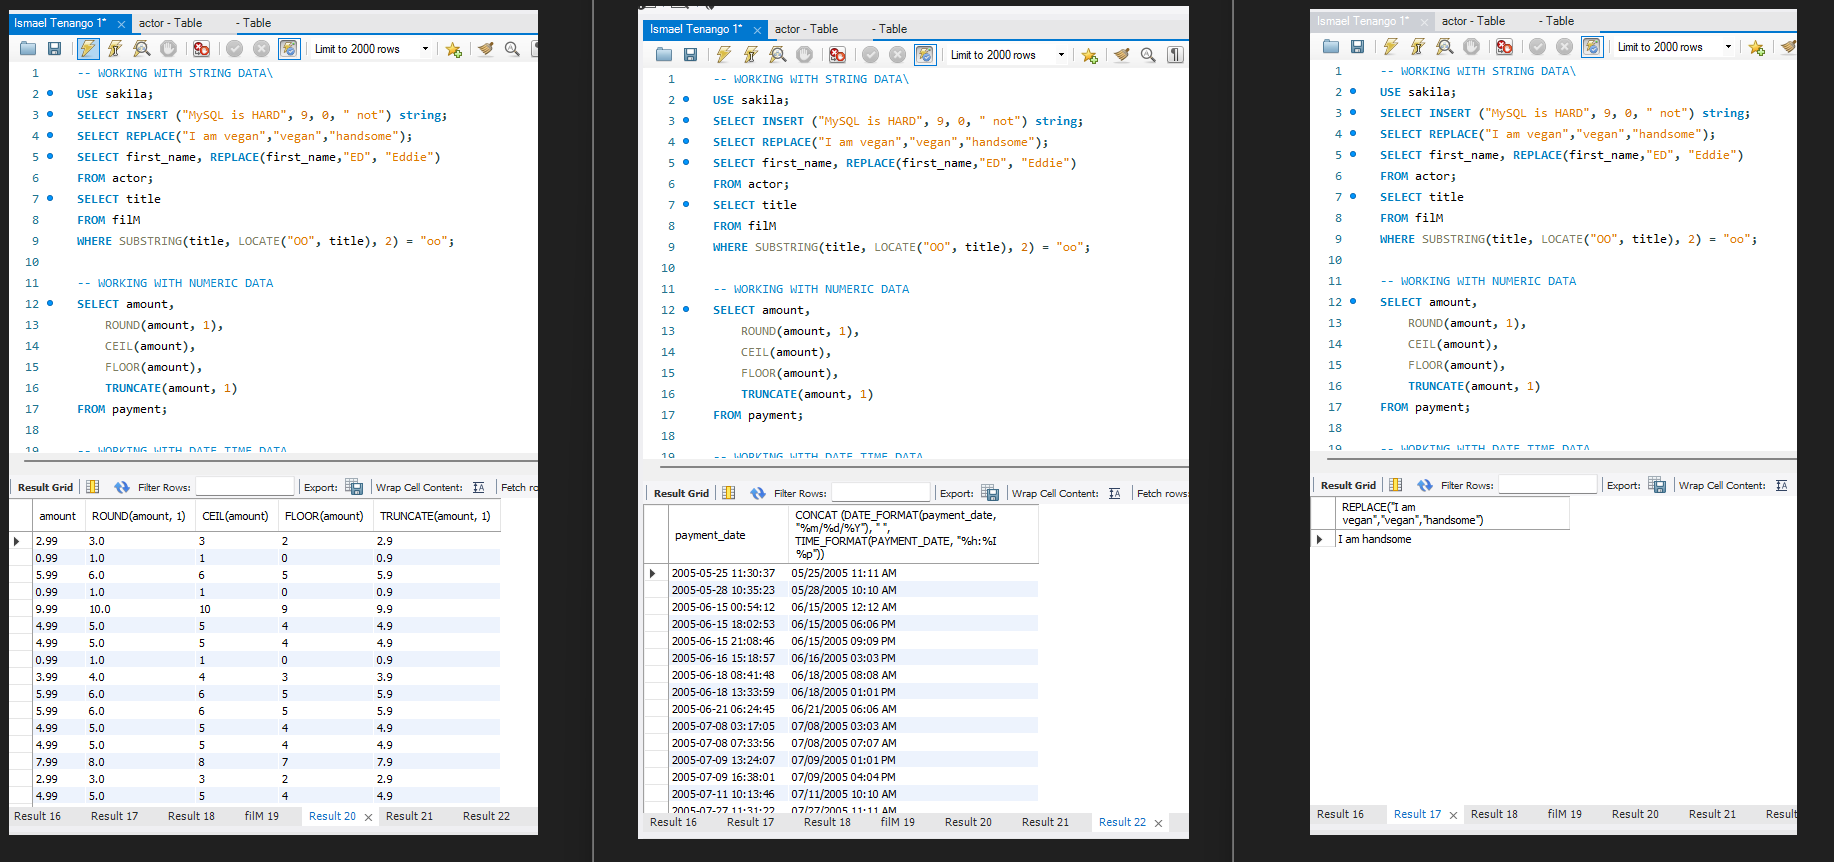 Ismael Tenango 1* × actor - Table - Table
Limit to 2000 rows
1 -- WORKING WITH STRING DATA\
2 USE sakila;
3 SELECT INSERT ("MySQL is HARD", 9, 0, " not") string;
4 SELECT REPLACE("I am vegan","vegan","handsome");
5 SELECT first_name, REPLACE(first_name,"ED", "Eddie")
6 FROM actor;
7 SELECT title
8 FROM filM
9 WHERE SUBSTRING(title, LOCATE("OO", title), 2) = "oo";
10
11 -- WORKING WITH NUMERIC DATA
12 SELECT amount,
13 ROUND(amount, 1),
14 CEIL(amount),
15 FLOOR(amount),
16 TRUNCATE(amount, 1)
17 FROM payment;
18
19 -- WORKING WITH DATE TIME DATA
Result Grid Filter Rows: Export: Wrap Cell Content: Fetch ro
amount ROUND(amount, 1) CEIL(amount) FLOOR(amount) TRUNCATE(amount, 1)
2.99 3.0 3 2 2.9
0.99 1.0 1 0 0.9
5.99 6.0 6 5 5.9
0.99 1.0 1 0 0.9
9.99 10.0 10 9 9.9
4.99 5.0 5 4 4.9
4.99 5.0 5 4 4.9
0.99 1.0 1 0 0.9
3.99 4.0 4 3 3.9
5.99 6.0 6 5 5.9
5.99 6.0 6 5 5.9
4.99 5.0 5 4 4.9
4.99 5.0 5 4 4.9
7.99 8.0 8 7 7.9
2.99 3.0 3 2 2.9
4.99 5.0 5 4 4.9
Result 16 Result 17 Result 18 filM 19 Result 20 × Result 21 Result 22
Ismael Tenango 1* × actor - Table - Table
Limit to 2000 rows
1 -- WORKING WITH STRING DATA\
2 USE sakila;
3 SELECT INSERT ("MySQL is HARD", 9, 0, " not") string;
4 SELECT REPLACE("I am vegan","vegan","handsome");
5 SELECT first_name, REPLACE(first_name,"ED", "Eddie")
6 FROM actor;
7 SELECT title
8 FROM filM
9 WHERE SUBSTRING(title, LOCATE("OO", title), 2) = "oo";
10
11 -- WORKING WITH NUMERIC DATA
12 SELECT amount,
13 ROUND(amount, 1),
14 CEIL(amount),
15 FLOOR(amount),
16 TRUNCATE(amount, 1)
17 FROM payment;
18
19 -- WORKING WITH DATE TIME DATA
Result Grid Filter Rows: Export: Wrap Cell Content: Fetch rows:
payment_date
CONCAT (DATE_FORMAT(payment_date,
"%m/%d/%Y"), " ",
TIME_FORMAT(PAYMENT_DATE, "%h:%I
%p"))
2005-05-25 11:30:37 05/25/2005 11:11 AM
2005-05-28 10:35:23 05/28/2005 10:10 AM
2005-06-15 00:54:12 06/15/2005 12:12 AM
2005-06-15 18:02:53 06/15/2005 06:06 PM
2005-06-15 21:08:46 06/15/2005 09:09 PM
2005-06-16 15:18:57 06/16/2005 03:03 PM
2005-06-18 08:41:48 06/18/2005 08:08 AM
2005-06-18 13:33:59 06/18/2005 01:01 PM
2005-06-21 06:24:45 06/21/2005 06:06 AM
2005-07-08 03:17:05 07/08/2005 03:03 AM
2005-07-08 07:33:56 07/08/2005 07:07 AM
2005-07-09 13:24:07 07/09/2005 01:01 PM
2005-07-09 16:38:01 07/09/2005 04:04 PM
2005-07-11 10:13:46 07/11/2005 10:10 AM
2005-07-27 11:31:22 07/27/2005 11:11 AM
Result 16 Result 17 Result 18 filM 19 Result 20 Result 21 Result 22 ×
Ismael Tenango 1* × actor - Table - Table
Limit to 2000 rows
1 -- WORKING WITH STRING DATA\
2 USE sakila;
3 SELECT INSERT ("MySQL is HARD", 9, 0, " not") string;
4 SELECT REPLACE("I am vegan","vegan","handsome");
5 SELECT first_name, REPLACE(first_name,"ED", "Eddie")
6 FROM actor;
7 SELECT title
8 FROM filM
9 WHERE SUBSTRING(title, LOCATE("OO", title), 2) = "oo";
10
11 -- WORKING WITH NUMERIC DATA
12 SELECT amount,
13 ROUND(amount, 1),
14 CEIL(amount),
15 FLOOR(amount),
16 TRUNCATE(amount, 1)
17 FROM payment;
18
19 -- WORKING WITH DATE TIME DATA
Result Grid Filter Rows: Export: Wrap Cell Content:
REPLACE("I am
vegan","vegan","handsome")
I am handsome
Result 16 Result 17 × Result 18 filM 19 Result 20 Result 21 Result